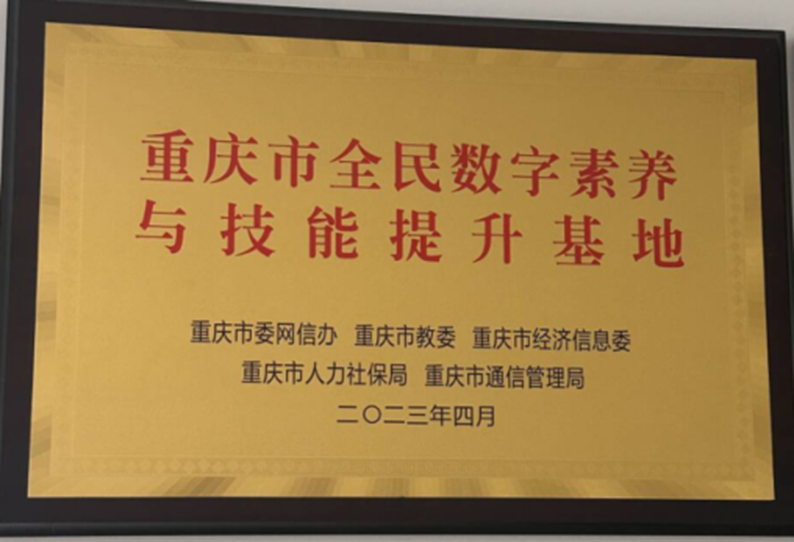 重庆市全民数字素养
与技能提升基地
重庆市委网信办 重庆市教委 重庆市经济信息委
重庆市人力社保局 重庆市通信管理局
二〇二三年四月